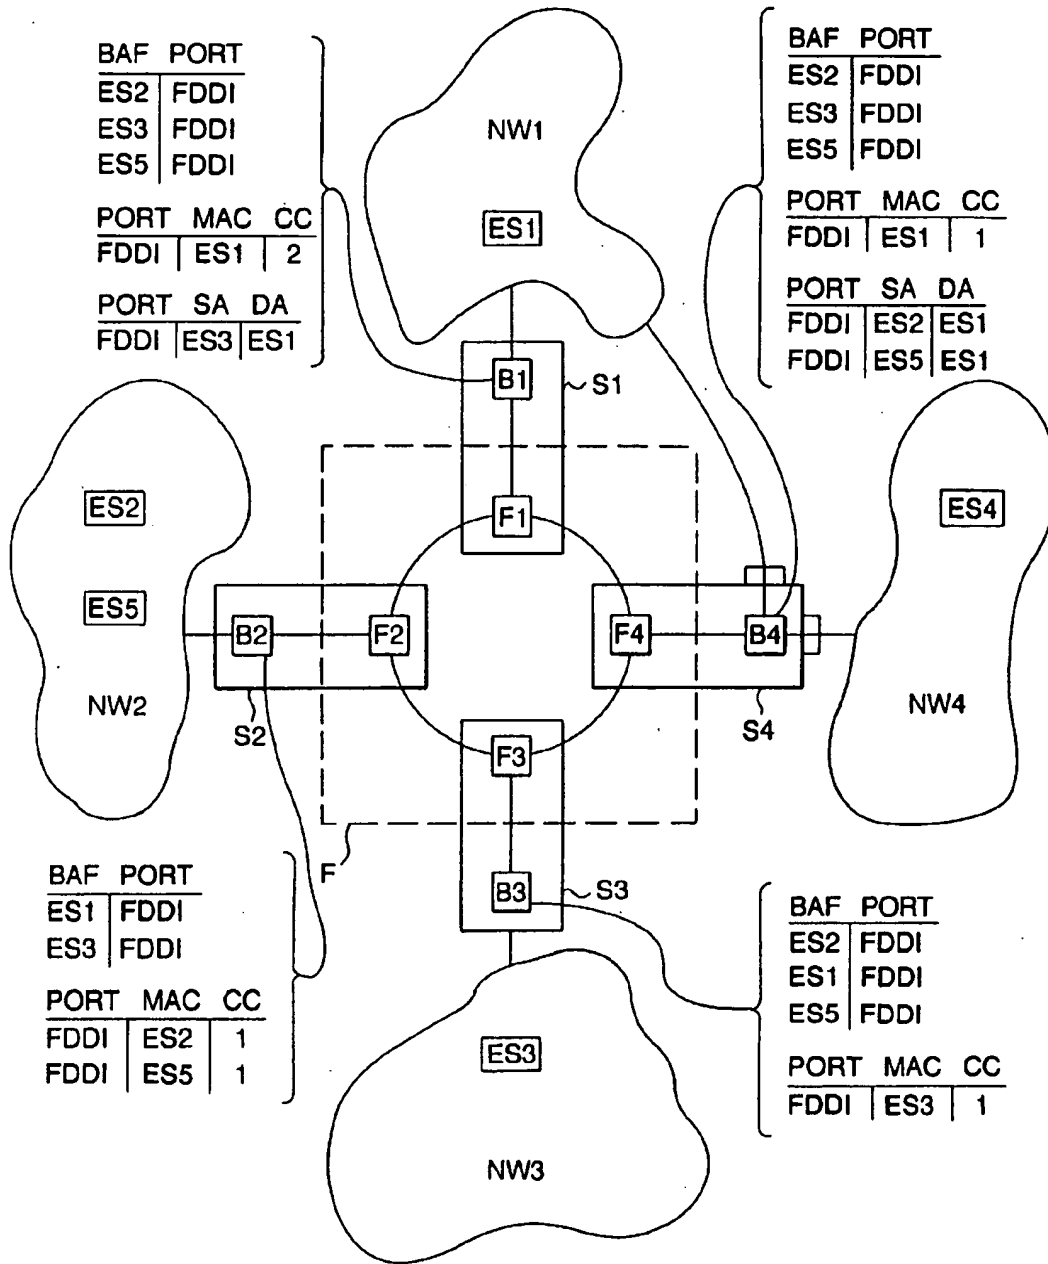 BAF PORT
ES2 FDDI
ES3 FDDI
ES5 FDDI
PORT MAC CC
FDDI ES1 2
PORT SA DA
FDDI ES3 ES1
NW1
ES1
BAF PORT
ES2 FDDI
ES3 FDDI
ES5 FDDI
PORT MAC CC
FDDI ES1 1
PORT SA DA
FDDI ES2 ES1
FDDI ES5 ES1
B1
S1
F1
ES2
ES5
NW2
B2
F2
S2
F4
B4
S4
ES4
NW4
F3
F
B3
S3
BAF PORT
ES1 FDDI
ES3 FDDI
PORT MAC CC
FDDI ES2 1
FDDI ES5 1
ES3
NW3
BAF PORT
ES2 FDDI
ES1 FDDI
ES5 FDDI
PORT MAC CC
FDDI ES3 1